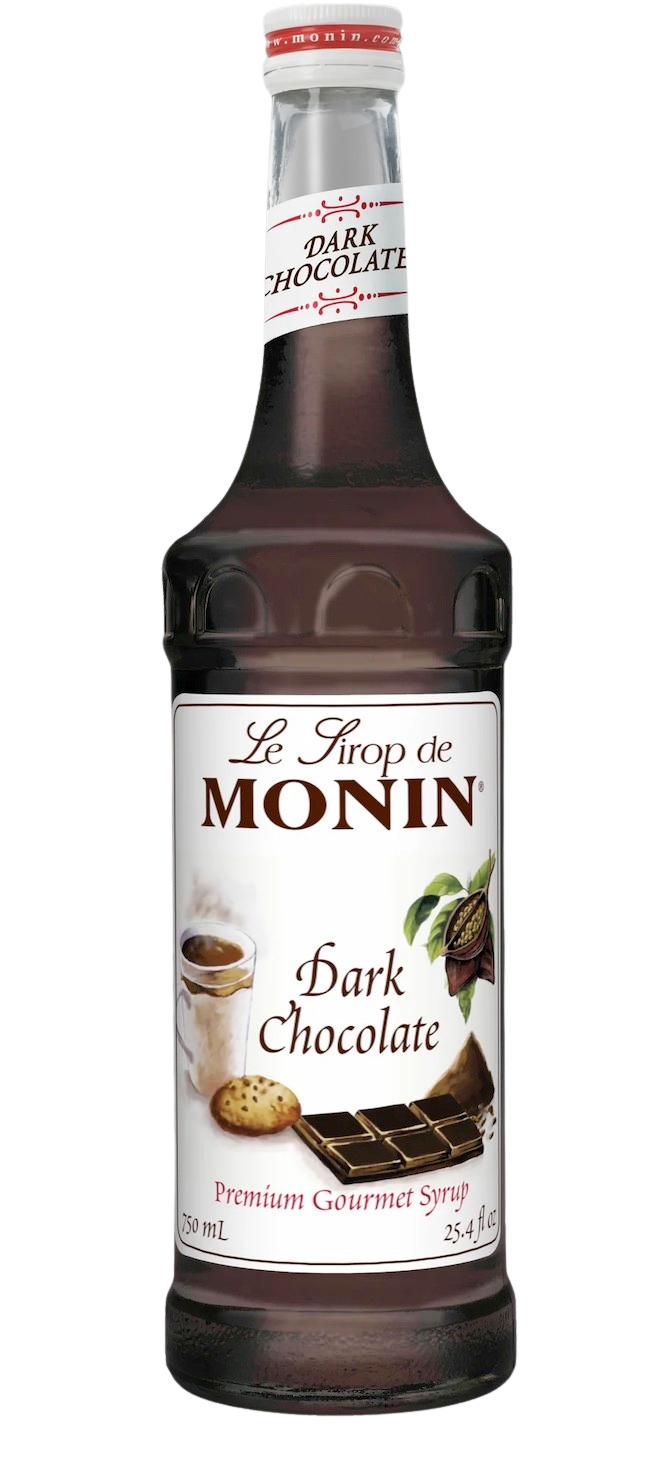 www.monin.com
DARK
CHOCOLATE
Le Sirop de
MONIN®
Dark
Chocolate
Premium Gourmet Syrup
750 mL
25.4 fl oz